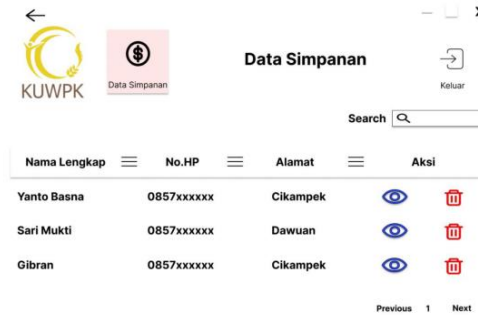 KUWPK
Data Simpanan
Data Simpanan
Keluar
Search
Nama Lengkap No.HP Alamat Aksi
Yanto Basna 0857xxxxxx Cikampek
Sari Mukti 0857xxxxxx Dawuan
Gibran 0857xxxxxx Cikampek
Previous 1 Next